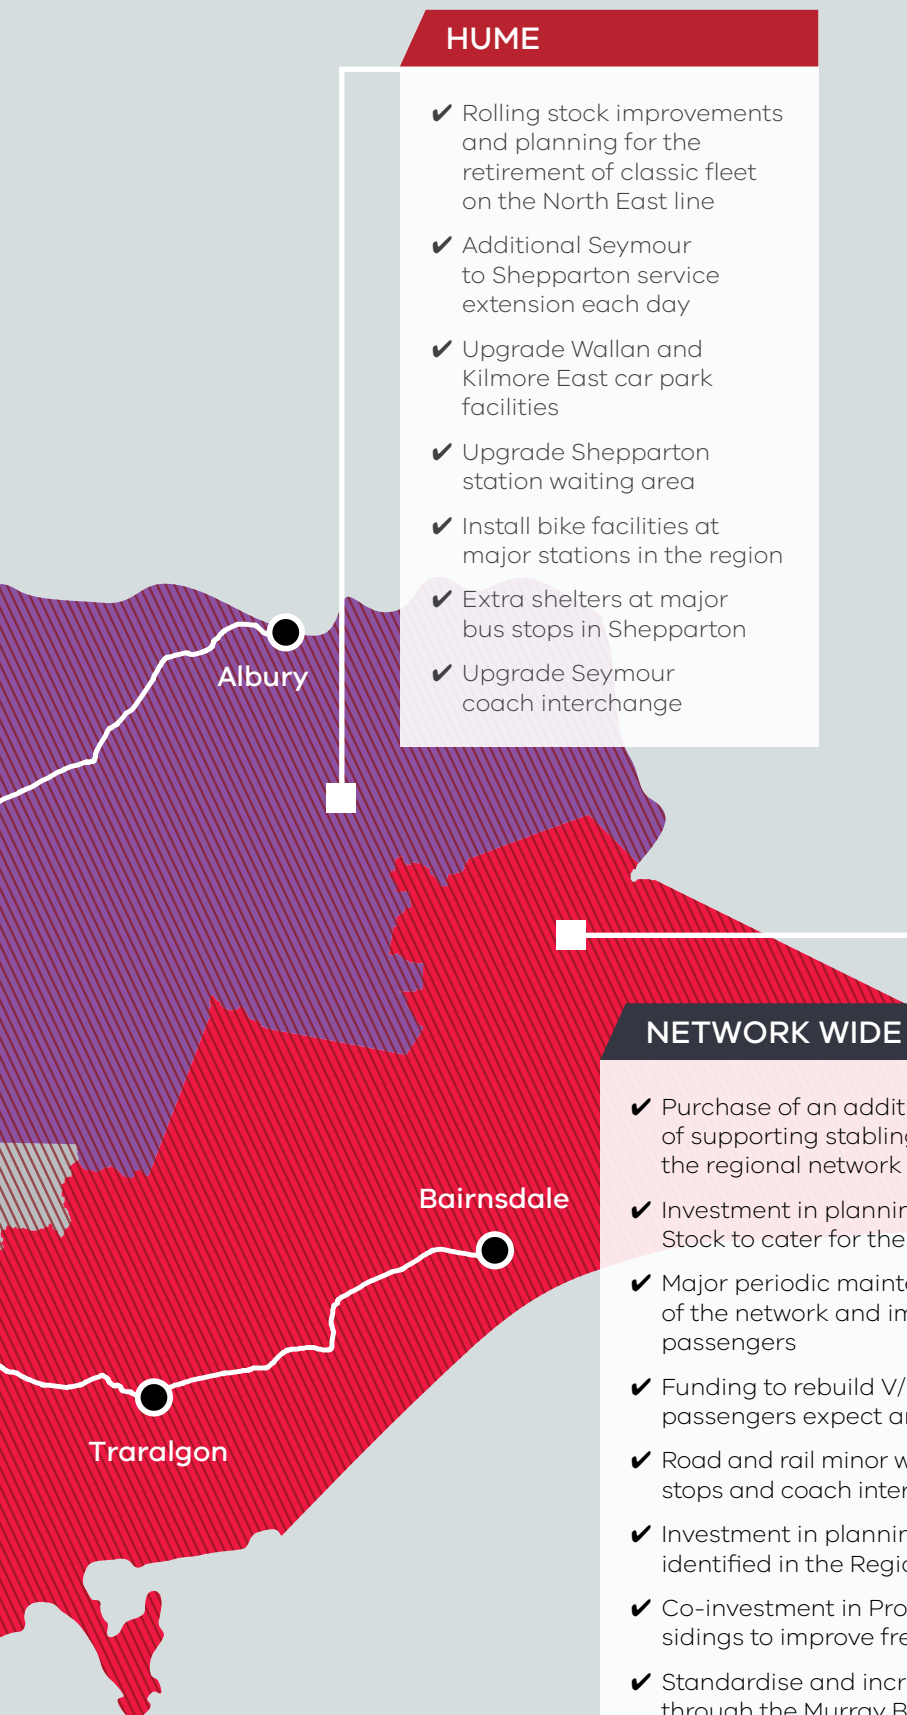 HUME
✔ Rolling stock improvements
and planning for the
retirement of classic fleet
on the North East line
✔ Additional Seymour
to Shepparton service
extension each day
✔ Upgrade Wallan and
Kilmore East car park
facilities
✔ Upgrade Shepparton
station waiting area
✔ Install bike facilities at
major stations in the region
✔ Extra shelters at major
bus stops in Shepparton
✔ Upgrade Seymour
coach interchange
Albury
Bairnsdale
Traralgon
NETWORK WIDE
✔ Purchase of an addit
of supporting stabling
the regional network
✔ Investment in plannin
Stock to cater for the
✔ Major periodic mainte
of the network and im
passengers
✔ Funding to rebuild V/
passengers expect a
✔ Road and rail minor w
stops and coach inter
✔ Investment in plannin
identified in the Regio
✔ Co-investment in Pro
sidings to improve fre
✔ Standardise and incr
through the Murray B